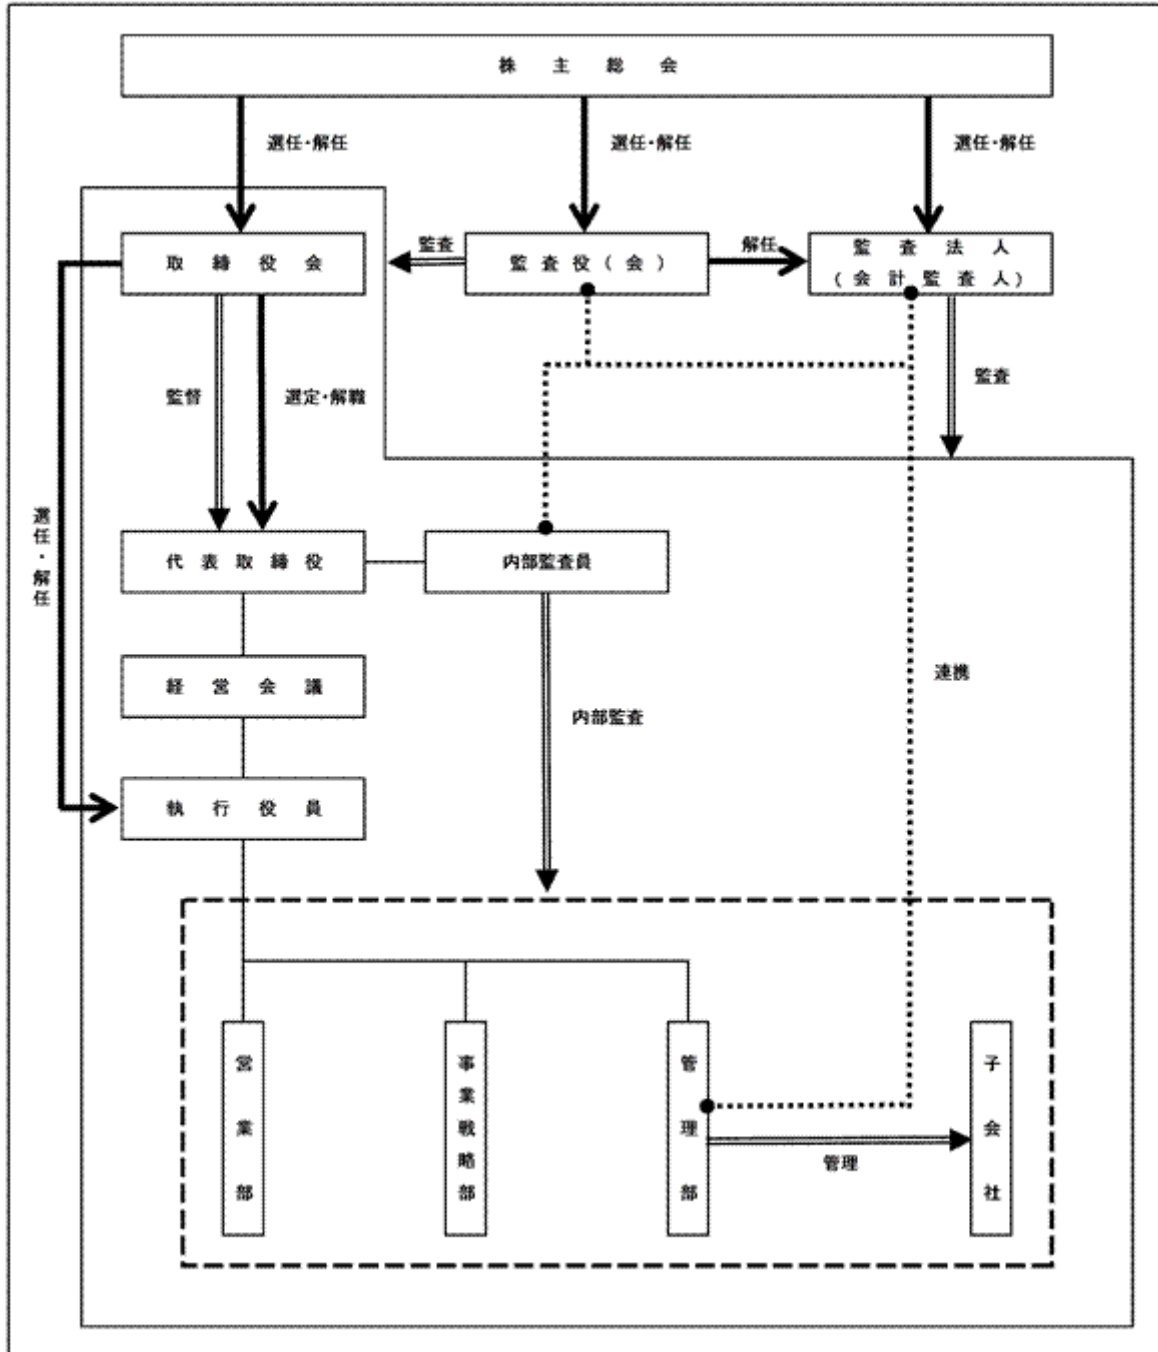 株主総会
選任・解任
選任・解任
選任・解任
取締役会
監査
監査役(会)
解任
監査法人
(会計監査人)
監督
選定・解職
監査
選任・解任
代表取締役
内部監査員
経営会議
内部監査
連携
執行役員
営業部
事業戦略部
管理部
子会社
管理